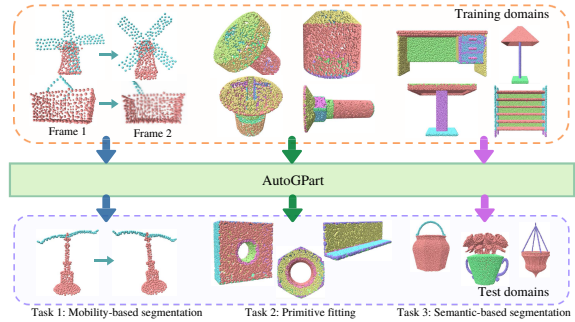 Training domains
Frame 1
Frame 2
AutoGPart
Test domains
Task 1: Mobility-based segmentation
Task 2: Primitive fitting
Task 3: Semantic-based segmentation